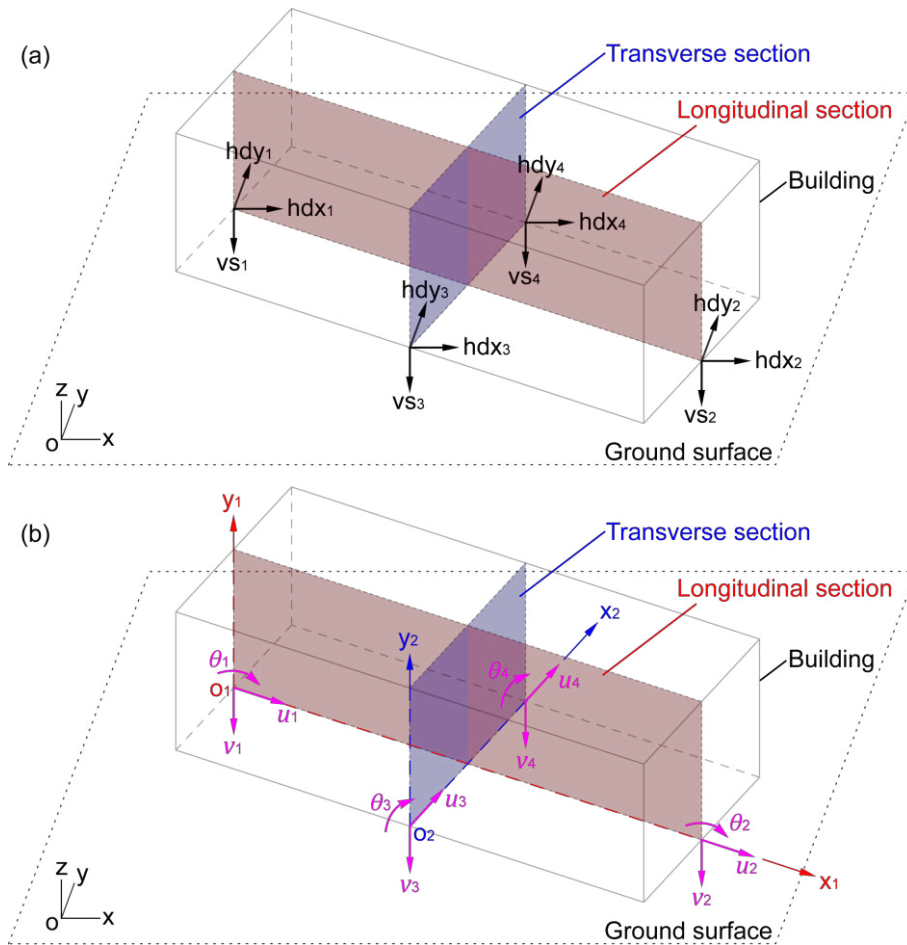 (a)
Transverse section
Longitudinal section
Building
hdy1
hdx1
vs1
hdy4
hdx4
vs4
hdy3
hdx3
vs3
hdy2
hdx2
vs2
z
y
o
x
Ground surface
(b)
y1
Transverse section
Longitudinal section
x2
y2
Building
θ1
o1
u1
v1
θ4
u4
v4
θ3
u3
o2
v3
θ2
u2
v2
x1
z
y
o
x
Ground surface